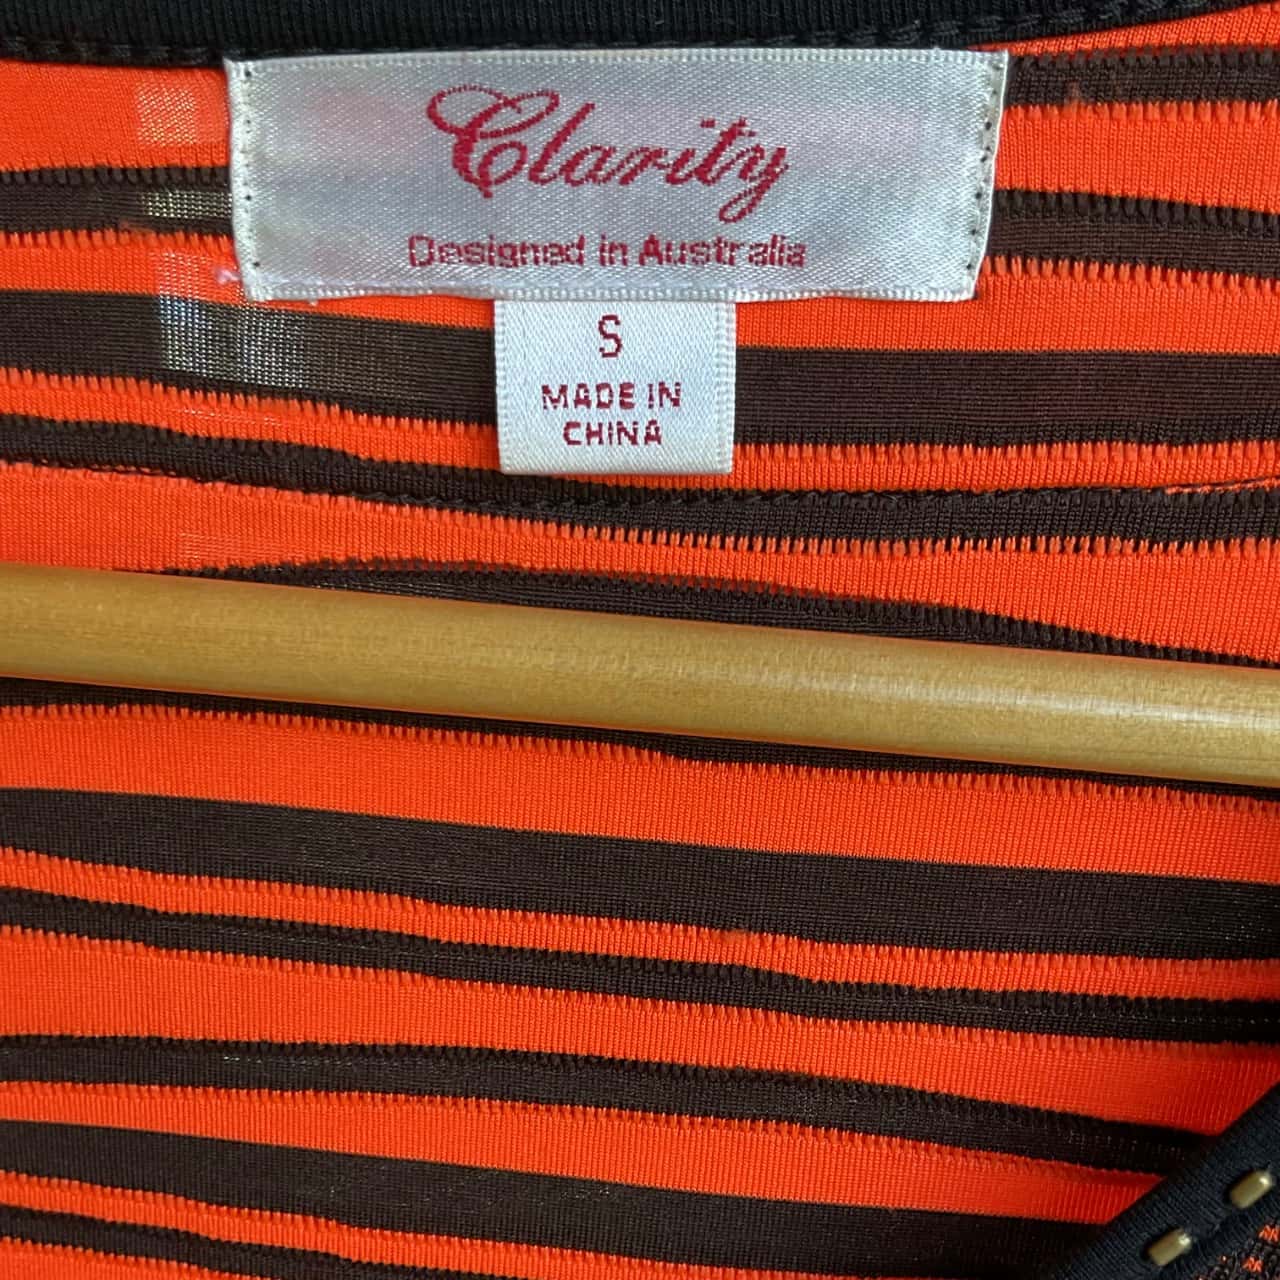 Clarity
Designed in Australia
S
MADE IN
CHINA